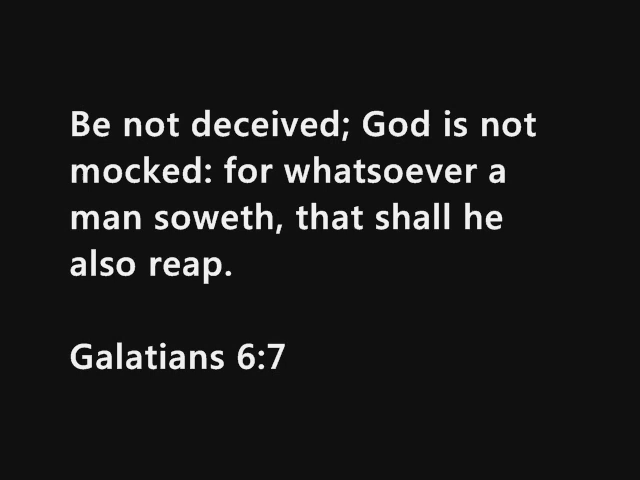 Be not deceived; God is not
mocked: for whatsoever a
man soweth, that shall he
also reap.
Galatians 6:7